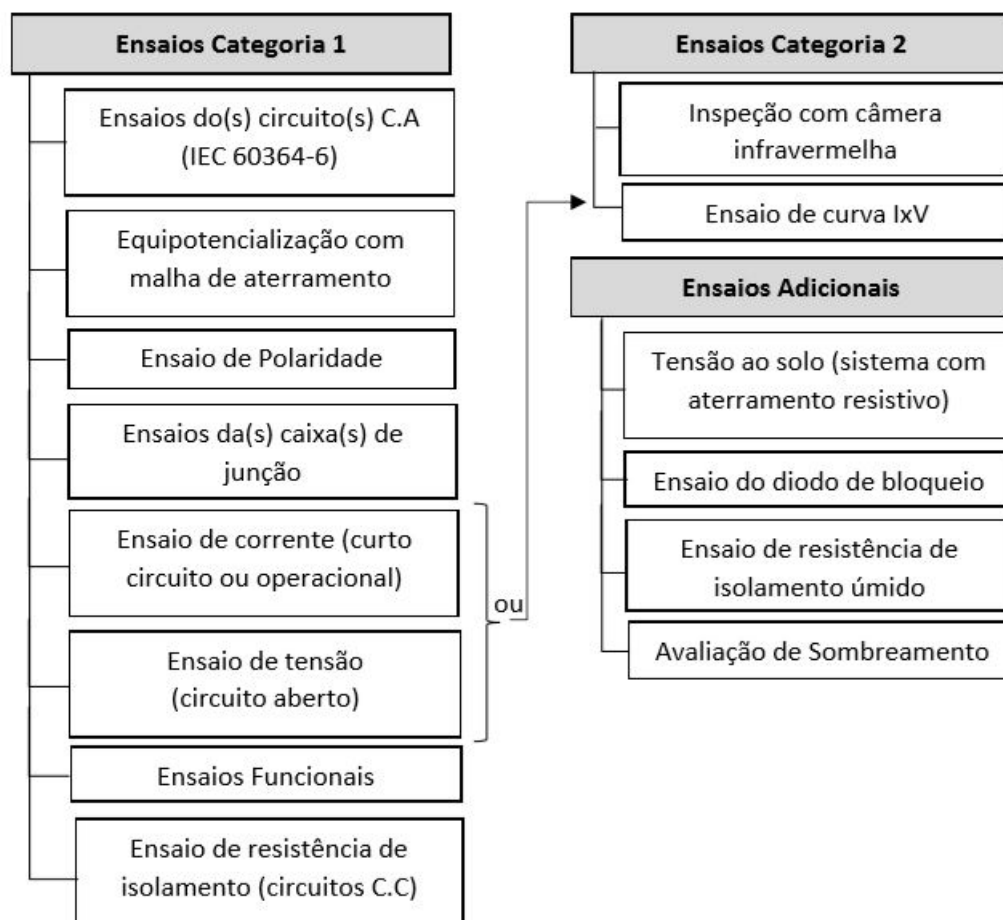 Ensaios Categoria 1
Ensaios do(s) circuito(s) C.A
(IEC 60364-6)
Equipotencialização com
malha de aterramento
Ensaio de Polaridade
Ensaios da(s) caixa(s) de
junção
Ensaio de corrente (curto
circuito ou operacional)
Ensaio de tensão
(circuito aberto)
ou
Ensaios Funcionais
Ensaio de resistência de
isolamento (circuitos C.C)
Ensaios Categoria 2
Inspeção com câmera
infravermelha
Ensaio de curva IxV
Ensaios Adicionais
Tensão ao solo (sistema com
aterramento resistivo)
Ensaio do diodo de bloqueio
Ensaio de resistência de
isolamento úmido
Avaliação de Sombreamento